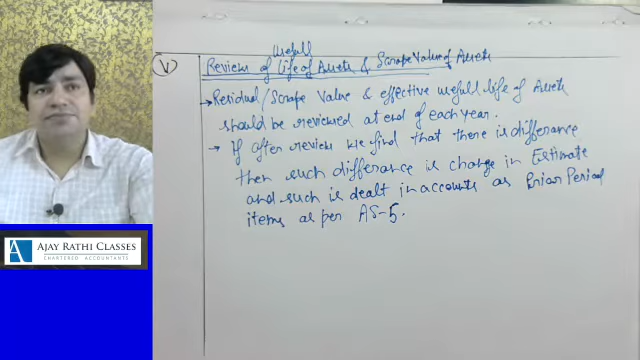 (V) Review of usefull life of Assets & Scrape Value of Assets
→ Residual/Scrape Value & effective usefull life of Assets
should be reviewed at end of each year.
→ If after review we find that there is differance
then such differance is change in Estimate
and such is dealt in accounts as Prior Period
items as per AS-5.
A AJAY RATHI CLASSES
CHARTERED ACCOUNTANTS